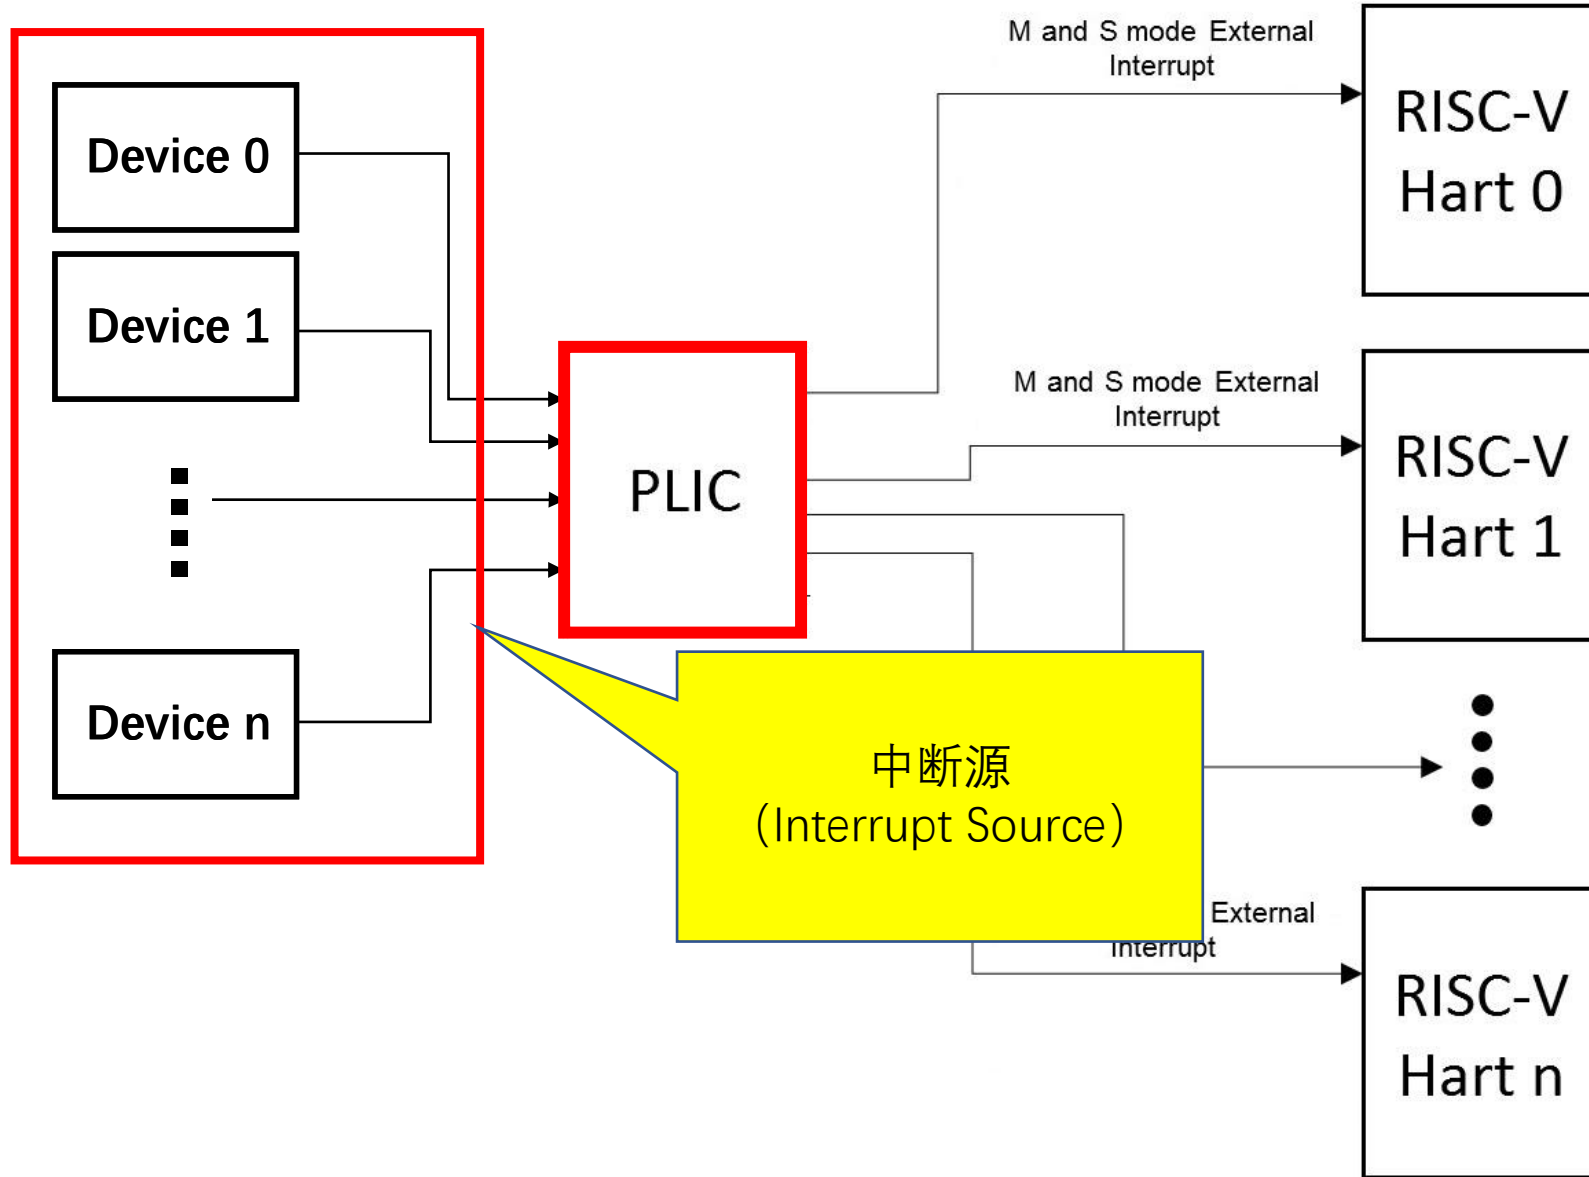 Device 0
Device 1
Device n
PLIC
中断源
（Interrupt Source）
M and S mode External
Interrupt
RISC-V
Hart 0
M and S mode External
Interrupt
RISC-V
Hart 1
External
Interrupt
RISC-V
Hart n